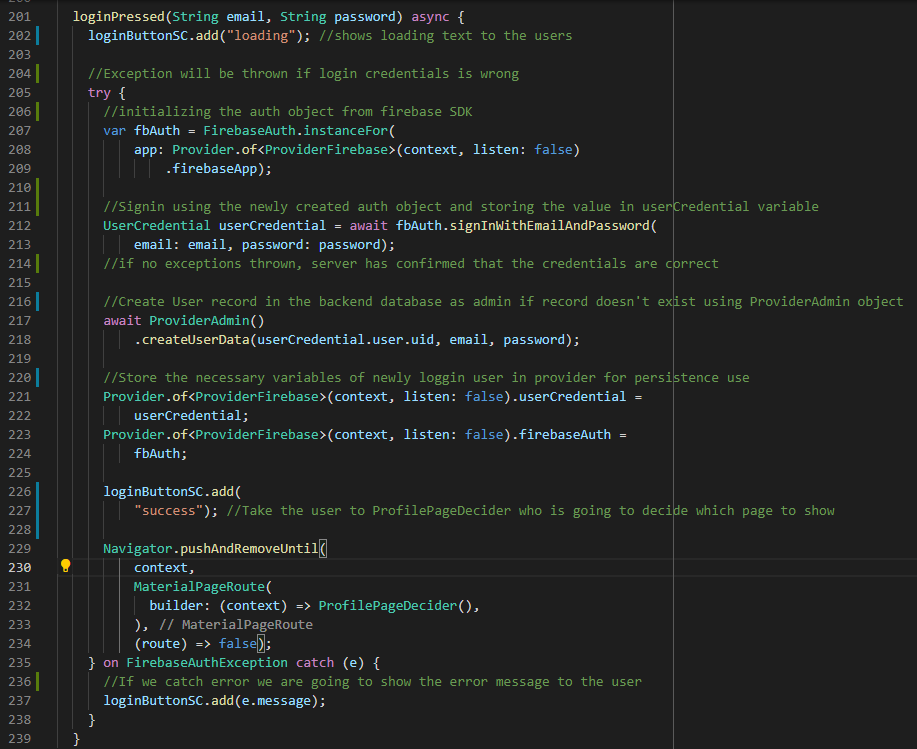 201 loginPressed(String email, String password) async {
202 loginButtonSC.add("loading"); //shows loading text to the users
203
204 //Exception will be thrown if login credentials is wrong
205 try {
206 //initializing the auth object from firebase SDK
207 var fbAuth = FirebaseAuth.instanceFor(
208 app: Provider.of<ProviderFirebase>(context, listen: false)
209 .firebaseApp);
210
211 //Signin using the newly created auth object and storing the value in userCredential variable
212 UserCredential userCredential = await fbAuth.signInWithEmailAndPassword(
213 email: email, password: password);
214 //if no exceptions thrown, server has confirmed that the credentials are correct
215
216 //Create User record in the backend database as admin if record doesn't exist using ProviderAdmin object
217 await ProviderAdmin()
218 .createUserData(userCredential.user.uid, email, password);
219
220 //Store the necessary variables of newly loggin user in provider for persistence use
221 Provider.of<ProviderFirebase>(context, listen: false).userCredential =
222 userCredential;
223 Provider.of<ProviderFirebase>(context, listen: false).firebaseAuth =
224 fbAuth;
225
226 loginButtonSC.add(
227 "success"); //Take the user to ProfilePageDecider who is going to decide which page to show
228
229 Navigator.pushAndRemoveUntil(
230 context,
231 MaterialPageRoute(
232 builder: (context) => ProfilePageDecider(),
233 ), // MaterialPageRoute
234 (route) => false);
235 } on FirebaseAuthException catch (e) {
236 //If we catch error we are going to show the error message to the user
237 loginButtonSC.add(e.message);
238 }
239 }